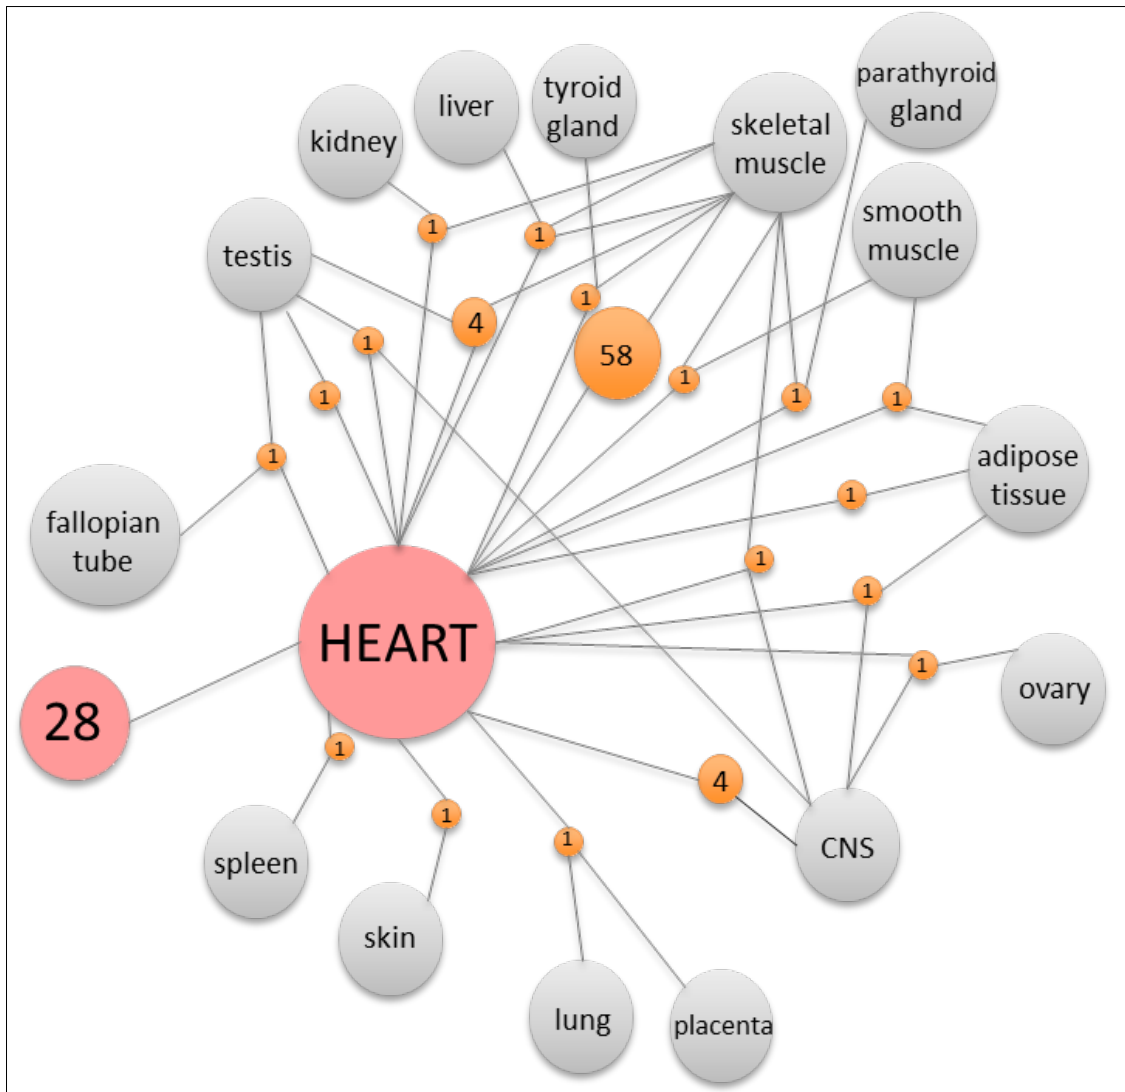 parathyroid
gland
tyroid
gland
liver
kidney
skeletal
muscle
smooth
muscle
testis
1
1
1
4
1
58
1
1
1
1
1
adipose
tissue
1
1
fallopian
tube
1
1
HEART
1
ovary
28
1
4
1
1
CNS
spleen
skin
lung
placenta